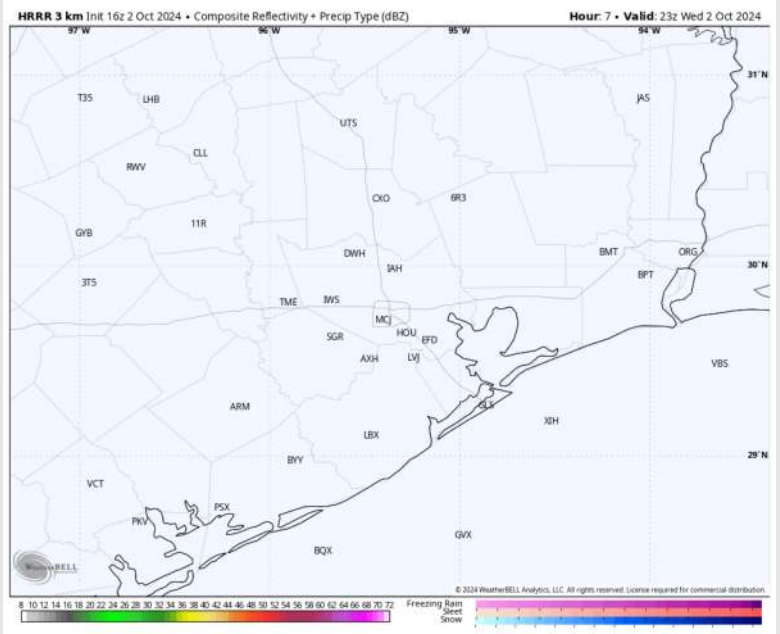 HRRR 3 km Init 16z 2 Oct 2024 • Composite Reflectivity + Precip Type (dBZ) Hour: 7 • Valid: 23z Wed 2 Oct 2024
97°W 96°W 95°W 94°W
31°N
T35 LHB JAS
UTS
CLL
RWV
CXO 6R3
11R
GYB
DWH BMT ORG
30°N
IAH
BPT
3T5
TME IWS
MCJ
SGR HOU EFD
AXH LVJ VBS
ARM GLS
XIH
LBX
29°N
BYY
VCT
PSX
PKV
GVX
BQX
WeatherBELL
© 2024 WeatherBELL Analytics, LLC. All rights reserved. License required for commercial distribution.
8 10 12 14 16 18 20 22 24 26 28 30 32 34 36 38 40 42 44 46 48 50 52 54 56 58 60 62 64 66 68 70 72
Freezing Rain
Sleet
Snow